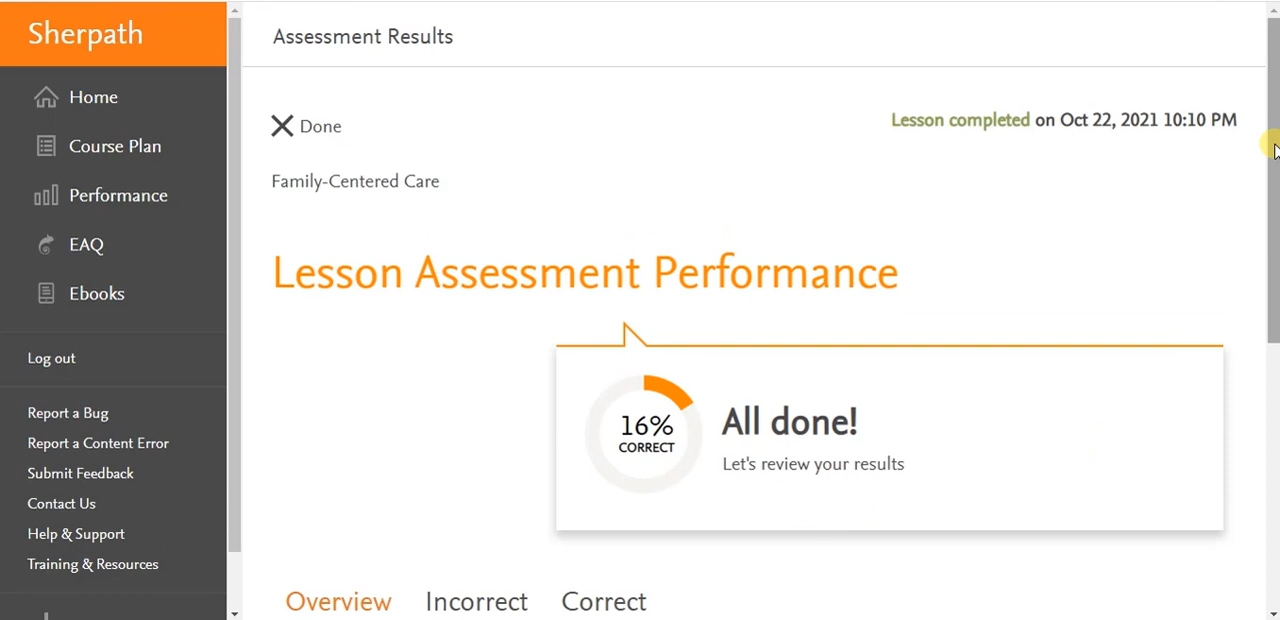 Sherpath
Home
Course Plan
Performance
EAQ
Ebooks
Log out
Report a Bug
Report a Content Error
Submit Feedback
Contact Us
Help & Support
Training & Resources
Assessment Results
Done
Lesson completed on Oct 22, 2021 10:10 PM
Family-Centered Care
Lesson Assessment Performance
16%
CORRECT
All done!
Let's review your results
Overview Incorrect Correct